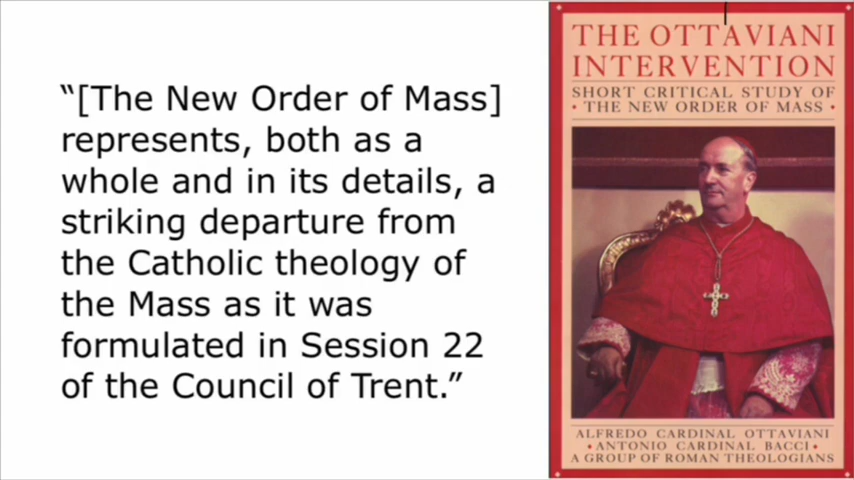 “[The New Order of Mass]
represents, both as a
whole and in its details, a
striking departure from
the Catholic theology of
the Mass as it was
formulated in Session 22
of the Council of Trent.”
THE OTTAVIANI
INTERVENTION
SHORT CRITICAL STUDY OF
• THE NEW ORDER OF MASS •
ALFREDO CARDINAL OTTAVIANI
• ANTONIO CARDINAL BACCI •
A GROUP OF ROMAN THEOLOGIANS